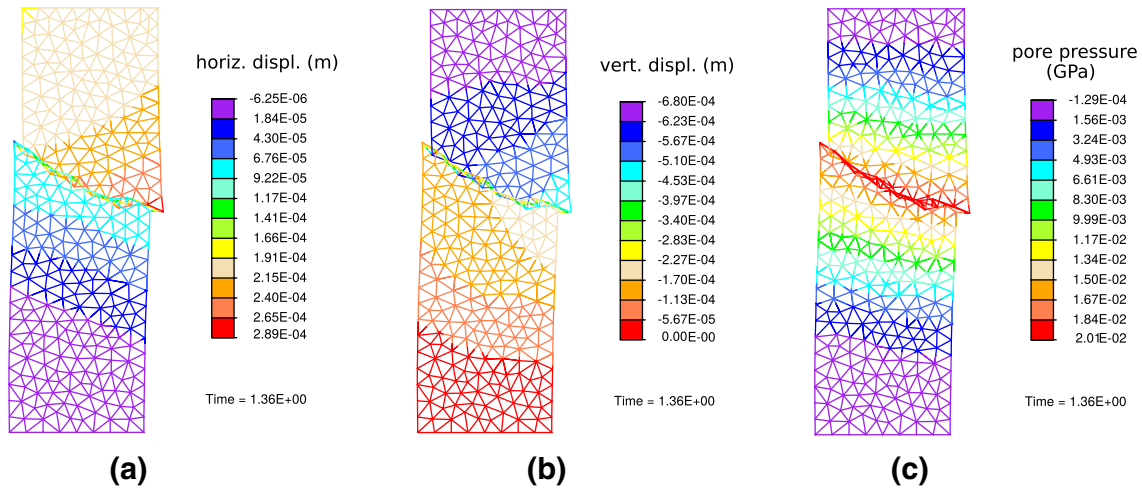 horiz. displ. (m)
-6.25E-06
1.84E-05
4.30E-05
6.76E-05
9.22E-05
1.17E-04
1.41E-04
1.66E-04
1.91E-04
2.15E-04
2.40E-04
2.65E-04
2.89E-04
Time = 1.36E+00
(a)
vert. displ. (m)
-6.80E-04
-6.23E-04
-5.67E-04
-5.10E-04
-4.53E-04
-3.97E-04
-3.40E-04
-2.83E-04
-2.27E-04
-1.70E-04
-1.13E-04
-5.67E-05
0.00E+00
Time = 1.36E+00
(b)
pore pressure
(GPa)
-1.29E-04
1.56E-03
3.24E-03
4.93E-03
6.61E-03
8.30E-03
9.99E-03
1.17E-02
1.34E-02
1.50E-02
1.67E-02
1.84E-02
2.01E-02
Time = 1.36E+00
(c)